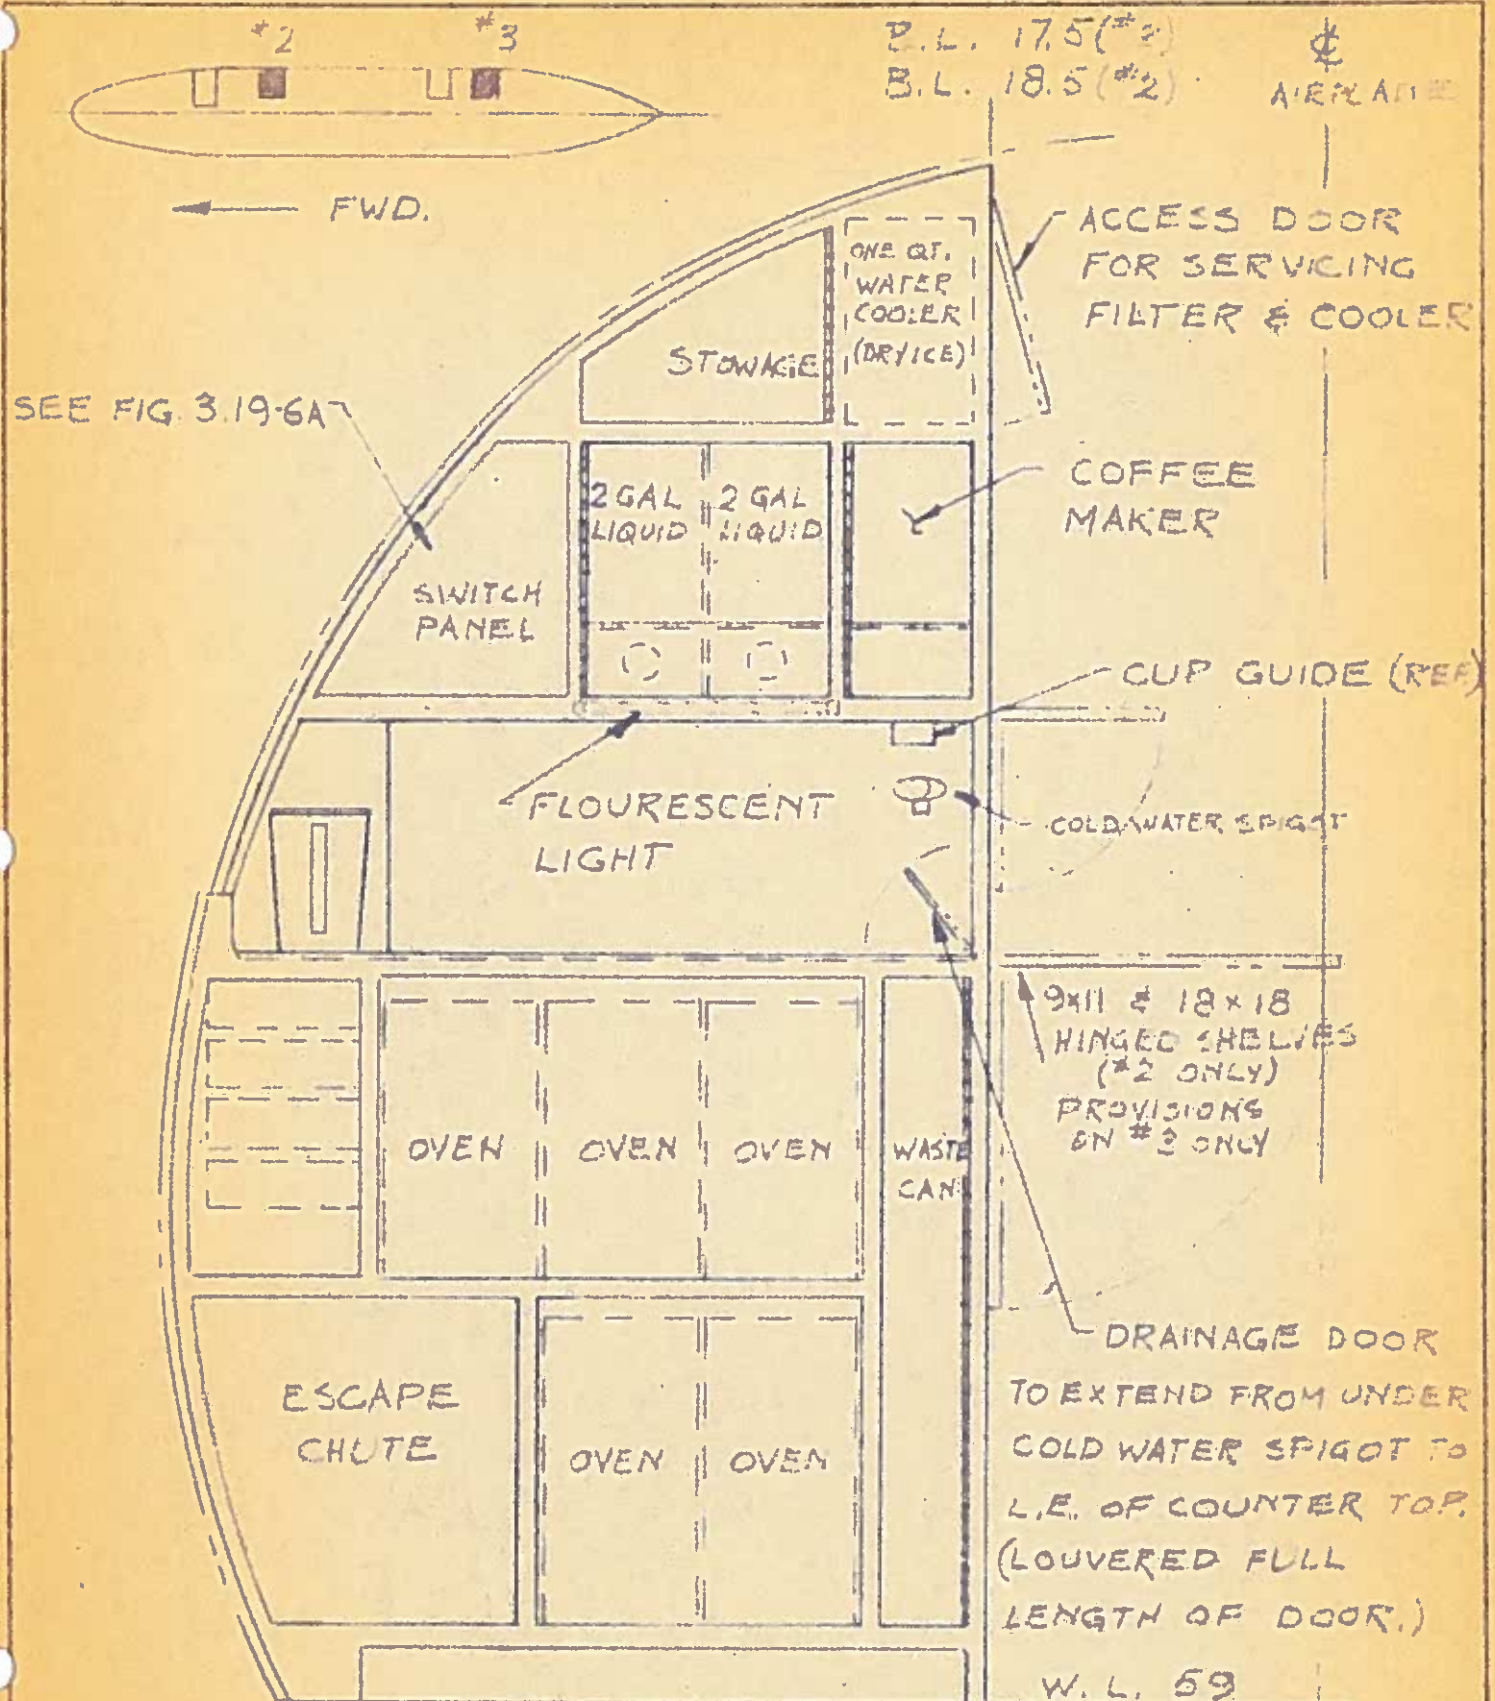 #2
#3
B.L. 17.5 (#3)
B.L. 18.5 (#2)
℄
AIRPLANE
FWD.
ACCESS DOOR
FOR SERVICING
FILTER & COOLER
ONE QT.
WATER
COOLER
(DRY ICE)
STOWAGE
SEE FIG. 3.19-6A
COFFEE
MAKER
2 GAL
LIQUID
2 GAL
LIQUID
SWITCH
PANEL
CUP GUIDE (REF)
FLOURESCENT
LIGHT
COLD WATER SPIGOT
9x11 & 18x18
HINGED SHELVES
(#2 ONLY)
PROVISIONS
ON #3 ONLY
OVEN
OVEN
OVEN
WASTE
CAN
DRAINAGE DOOR
TO EXTEND FROM UNDER
COLD WATER SPIGOT TO
L.E. OF COUNTER TOP.
(LOUVERED FULL
LENGTH OF DOOR.)
ESCAPE
CHUTE
OVEN
OVEN
W. L. 59